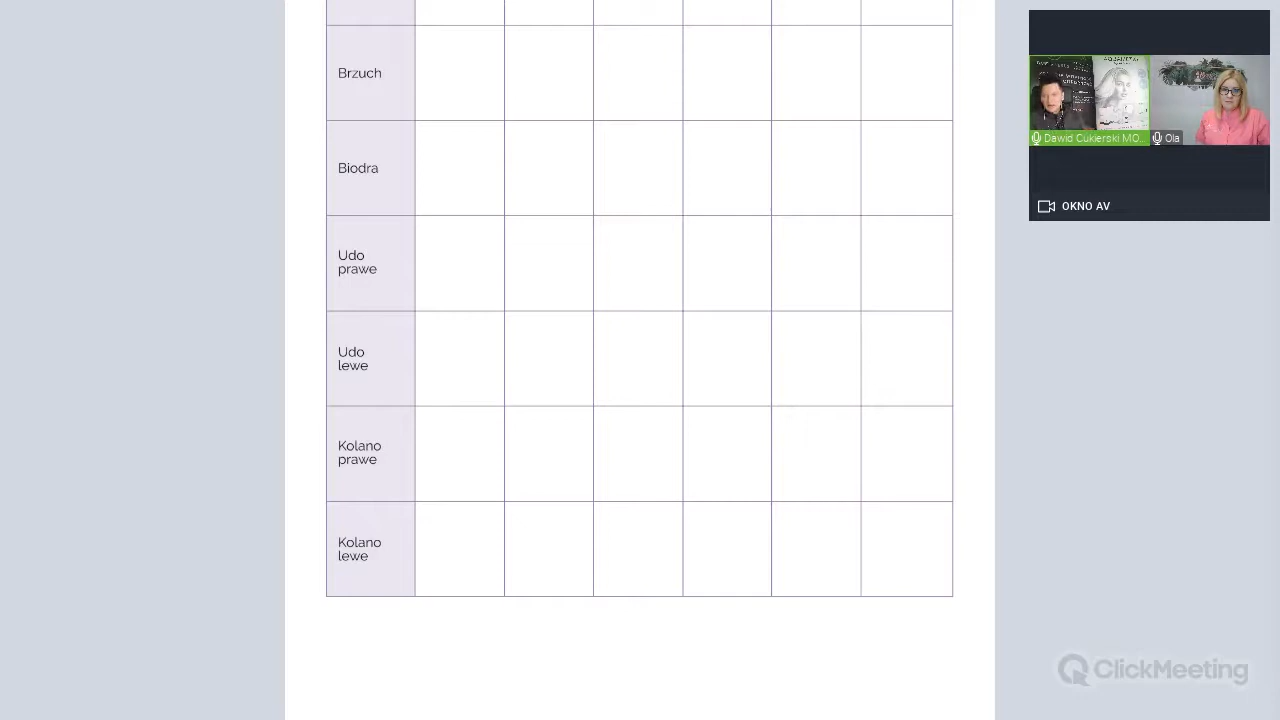 Brzuch
Biodra
Udo
prawe
Udo
lewe
Kolano
prawe
Kolano
lewe
Dawid Cukierski MO...
Ola
OKNO AV
ClickMeeting